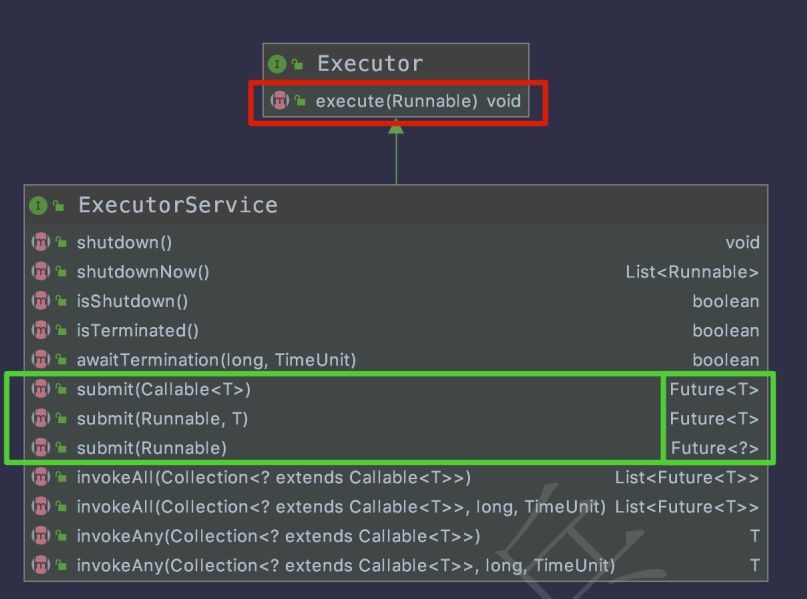 Executor
execute(Runnable) void
ExecutorService
shutdown() void
shutdownNow() List<Runnable>
isShutdown() boolean
isTerminated() boolean
awaitTermination(long, TimeUnit) boolean
submit(Callable<T>) Future<T>
submit(Runnable, T) Future<T>
submit(Runnable) Future<?>
invokeAll(Collection<? extends Callable<T>>) List<Future<T>>
invokeAll(Collection<? extends Callable<T>>, long, TimeUnit) List<Future<T>>
invokeAny(Collection<? extends Callable<T>>) T
invokeAny(Collection<? extends Callable<T>>, long, TimeUnit) T